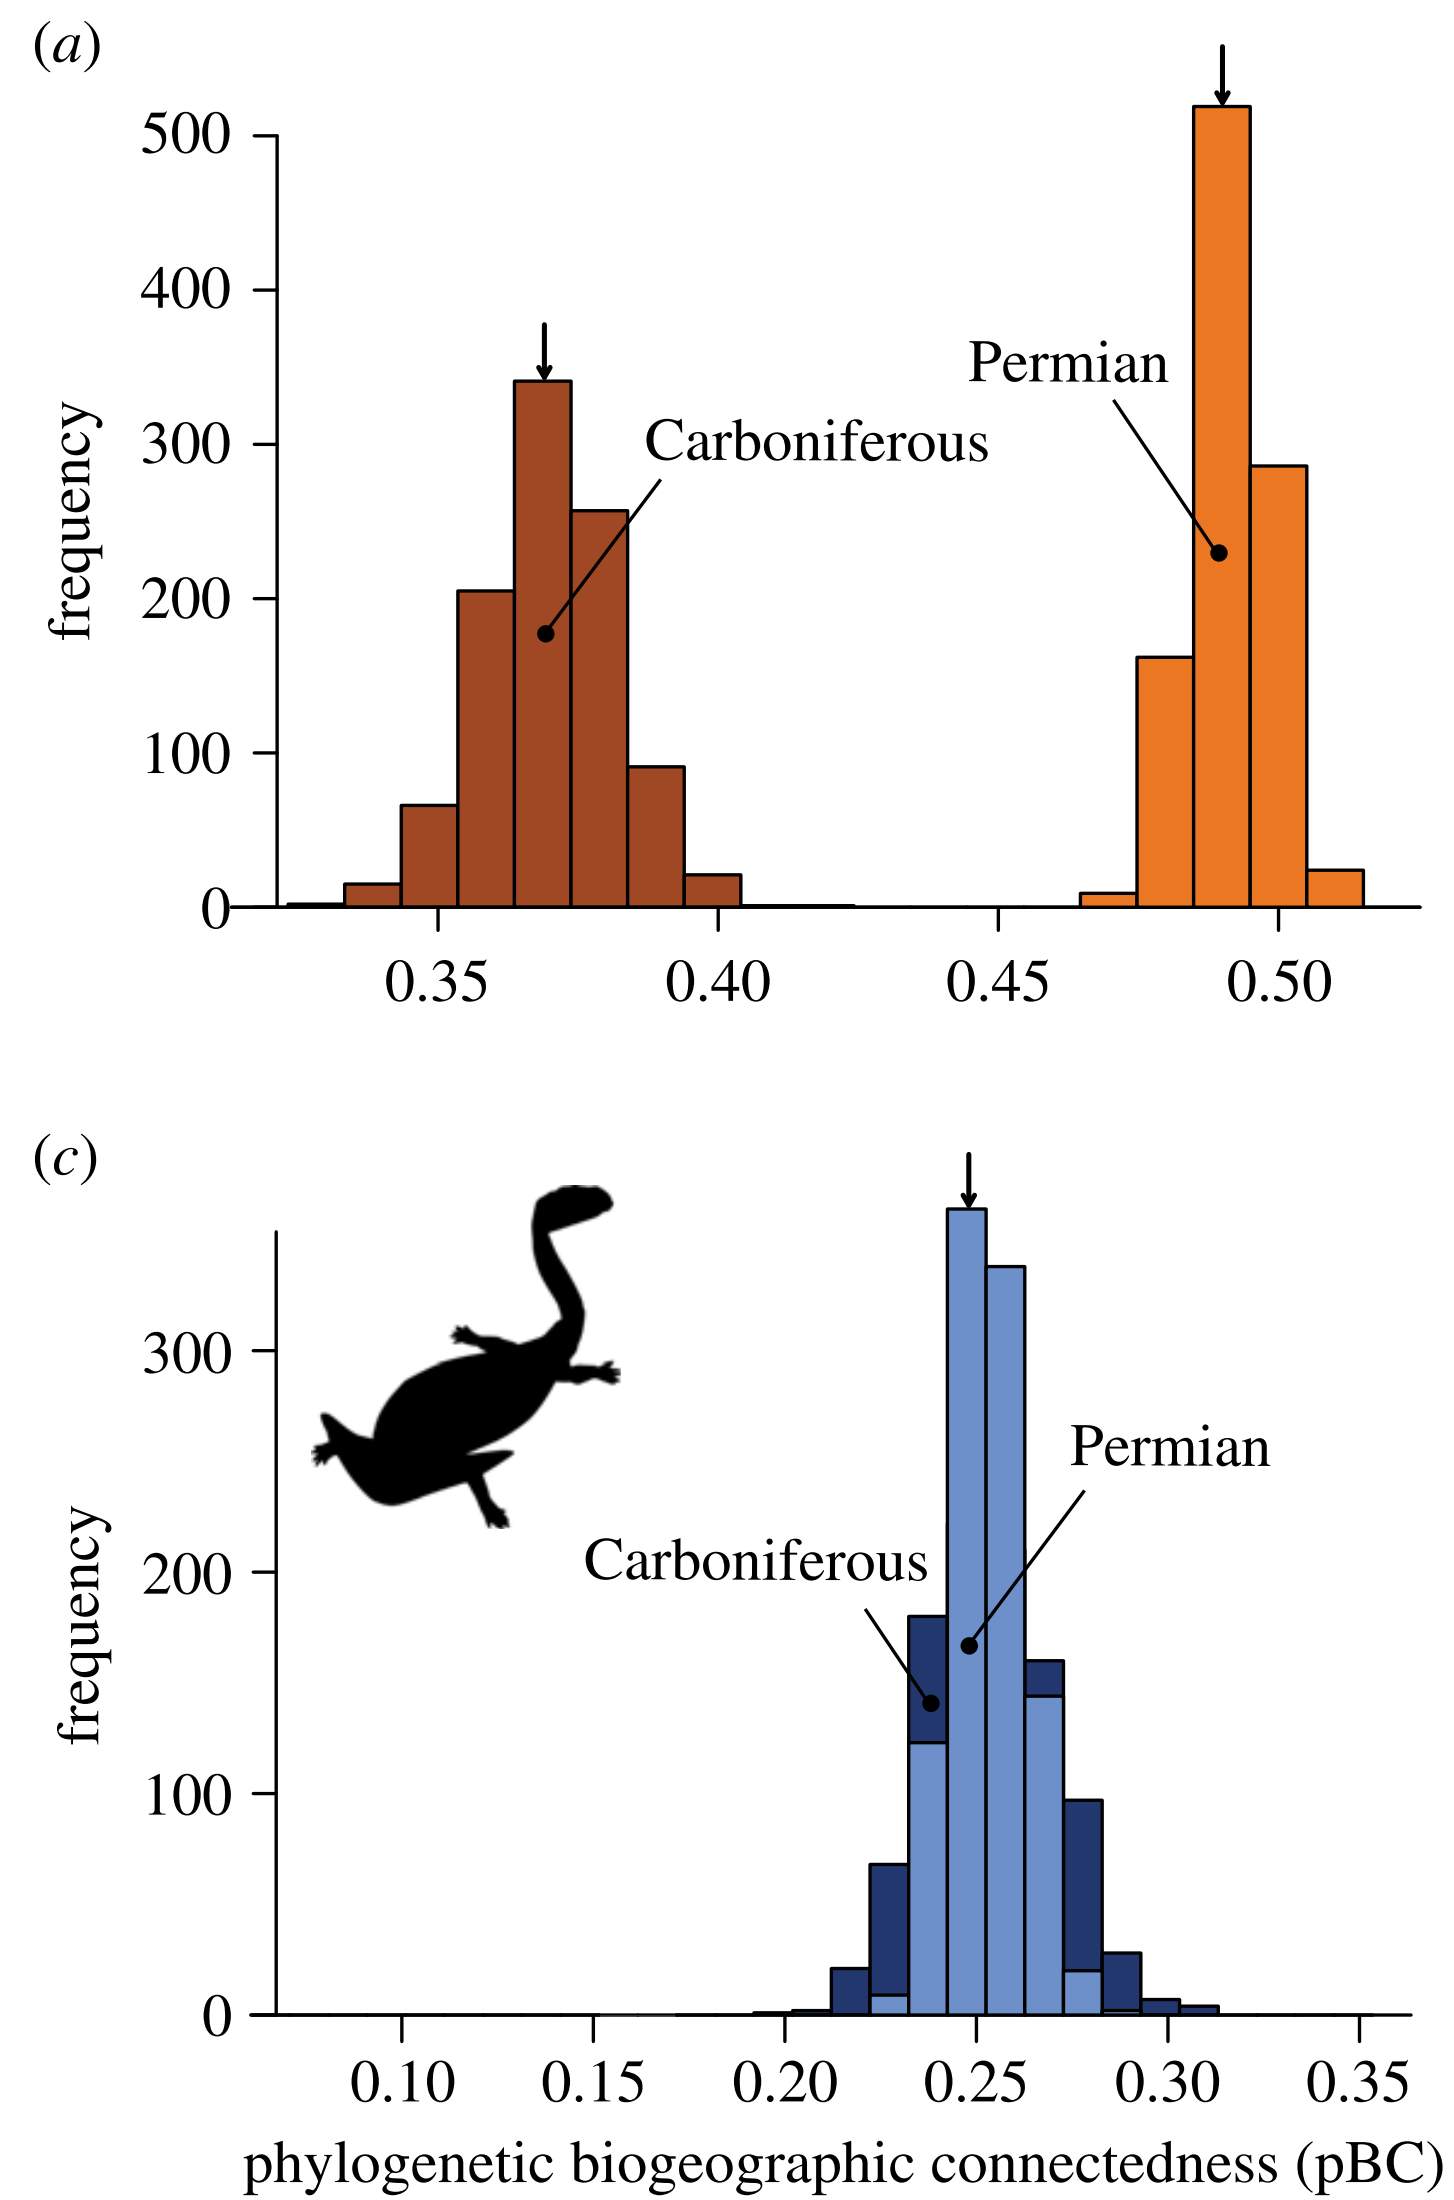 (a)
500
400
300
200
100
0
frequency
Carboniferous
Permian
0.35 0.40 0.45 0.50
(c)
300
200
100
0
frequency
Carboniferous
Permian
0.10 0.15 0.20 0.25 0.30 0.35
phylogenetic biogeographic connectedness (pBC)